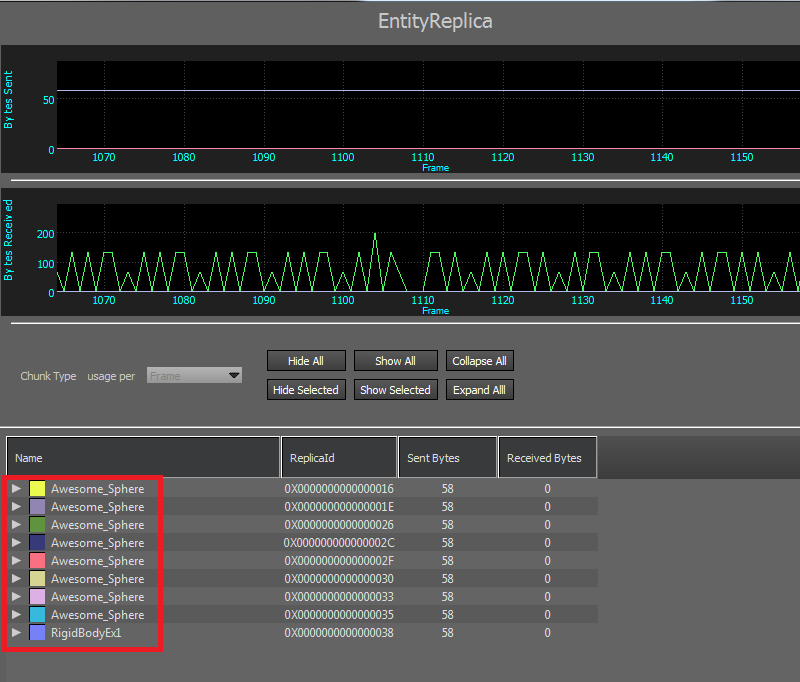 EntityReplica
Bytes Sent
50
0
1070 1080 1090 1100 1110 1120 1130 1140 1150
Frame
Bytes Received
200
100
0
1070 1080 1090 1100 1110 1120 1130 1140 1150
Frame
Chunk Type usage per Frame
Hide All Show All Collapse All
Hide Selected Show Selected Expand Alll
Name ReplicaId Sent Bytes Received Bytes
Awesome_Sphere 0X0000000000000016 58 0
Awesome_Sphere 0X000000000000001E 58 0
Awesome_Sphere 0X0000000000000026 58 0
Awesome_Sphere 0X000000000000002C 58 0
Awesome_Sphere 0X000000000000002F 58 0
Awesome_Sphere 0X0000000000000030 58 0
Awesome_Sphere 0X0000000000000033 58 0
Awesome_Sphere 0X0000000000000035 58 0
RigidBodyEx1 0X0000000000000038 58 0